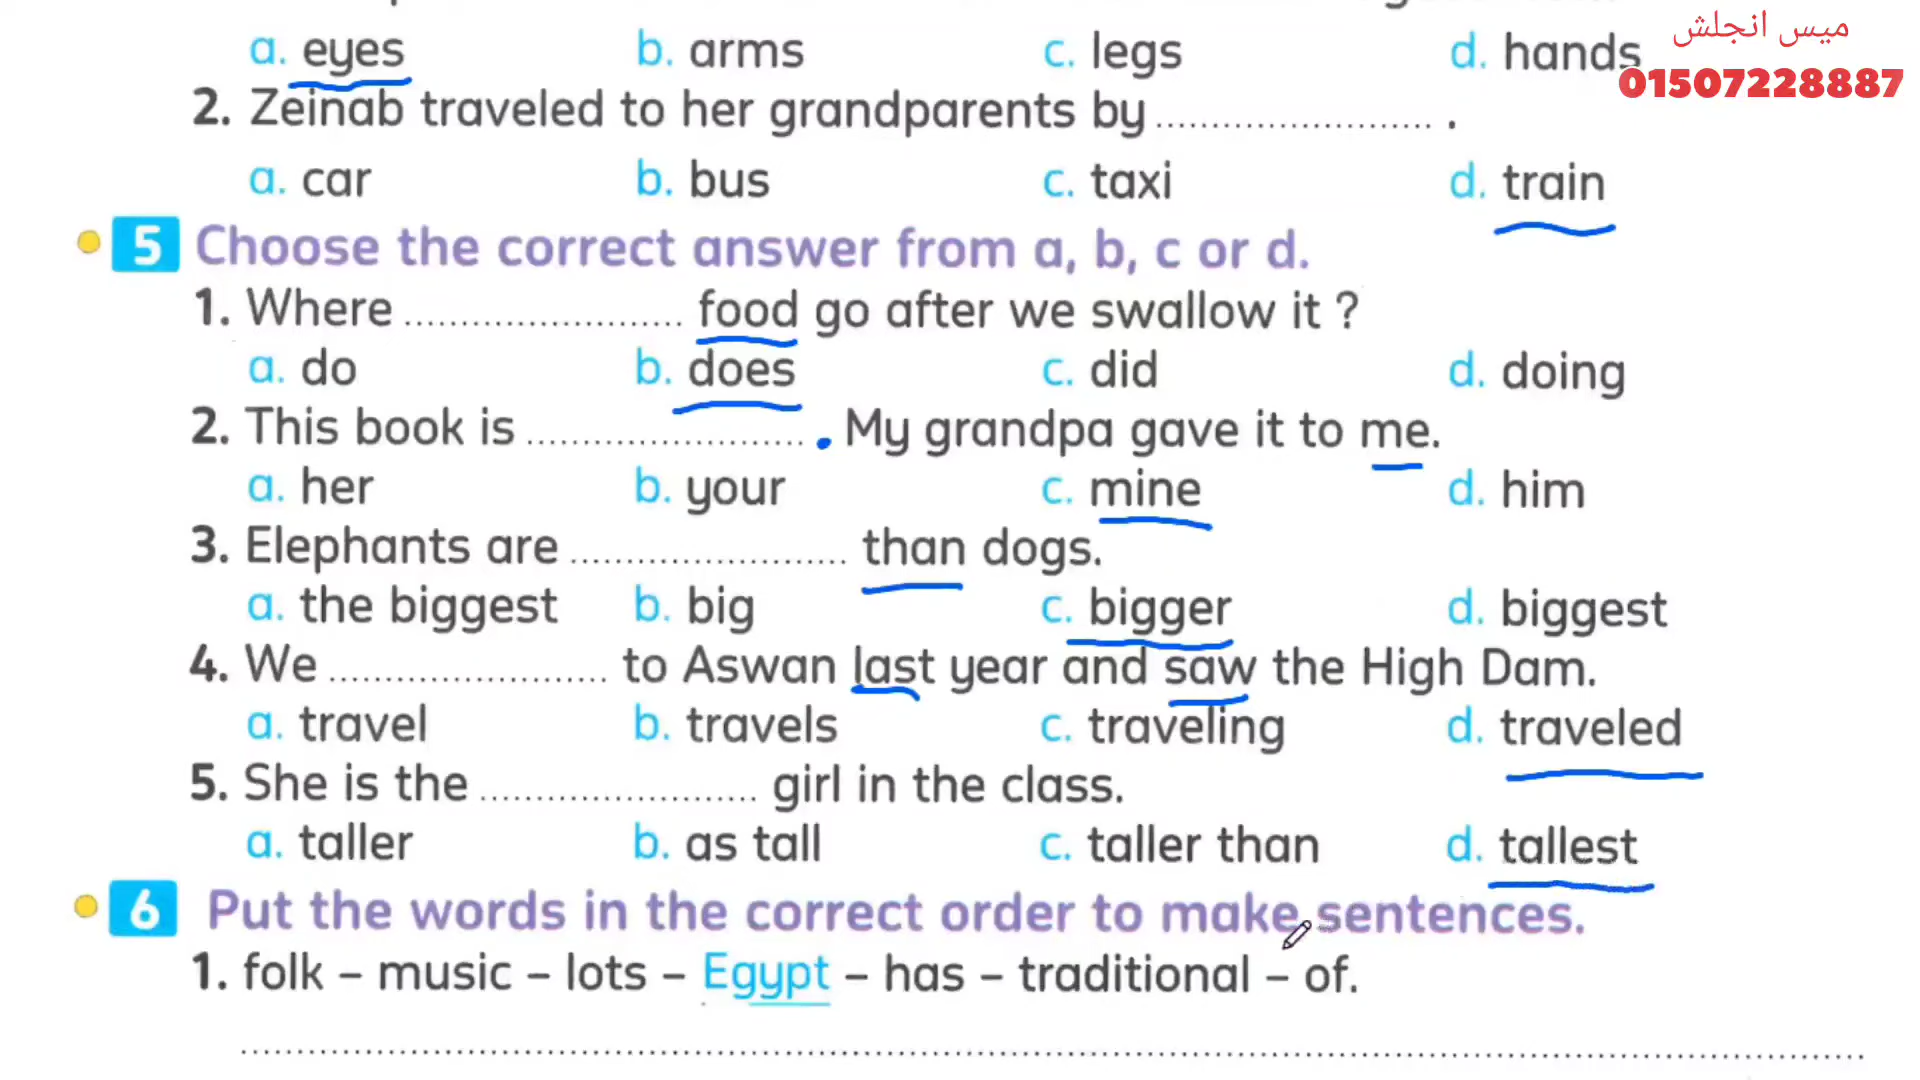 ميس انجلش
01507228887
a. eyes b. arms c. legs d. hands
2. Zeinab traveled to her grandparents by ........................ .
a. car b. bus c. taxi d. train
5 Choose the correct answer from a, b, c or d.
1. Where ........................ food go after we swallow it ?
a. do b. does c. did d. doing
2. This book is ........................ . My grandpa gave it to me.
a. her b. your c. mine d. him
3. Elephants are ........................ than dogs.
a. the biggest b. big c. bigger d. biggest
4. We ........................ to Aswan last year and saw the High Dam.
a. travel b. travels c. traveling d. traveled
5. She is the ........................ girl in the class.
a. taller b. as tall c. taller than d. tallest
6 Put the words in the correct order to make sentences.
1. folk – music – lots – Egypt – has – traditional – of.